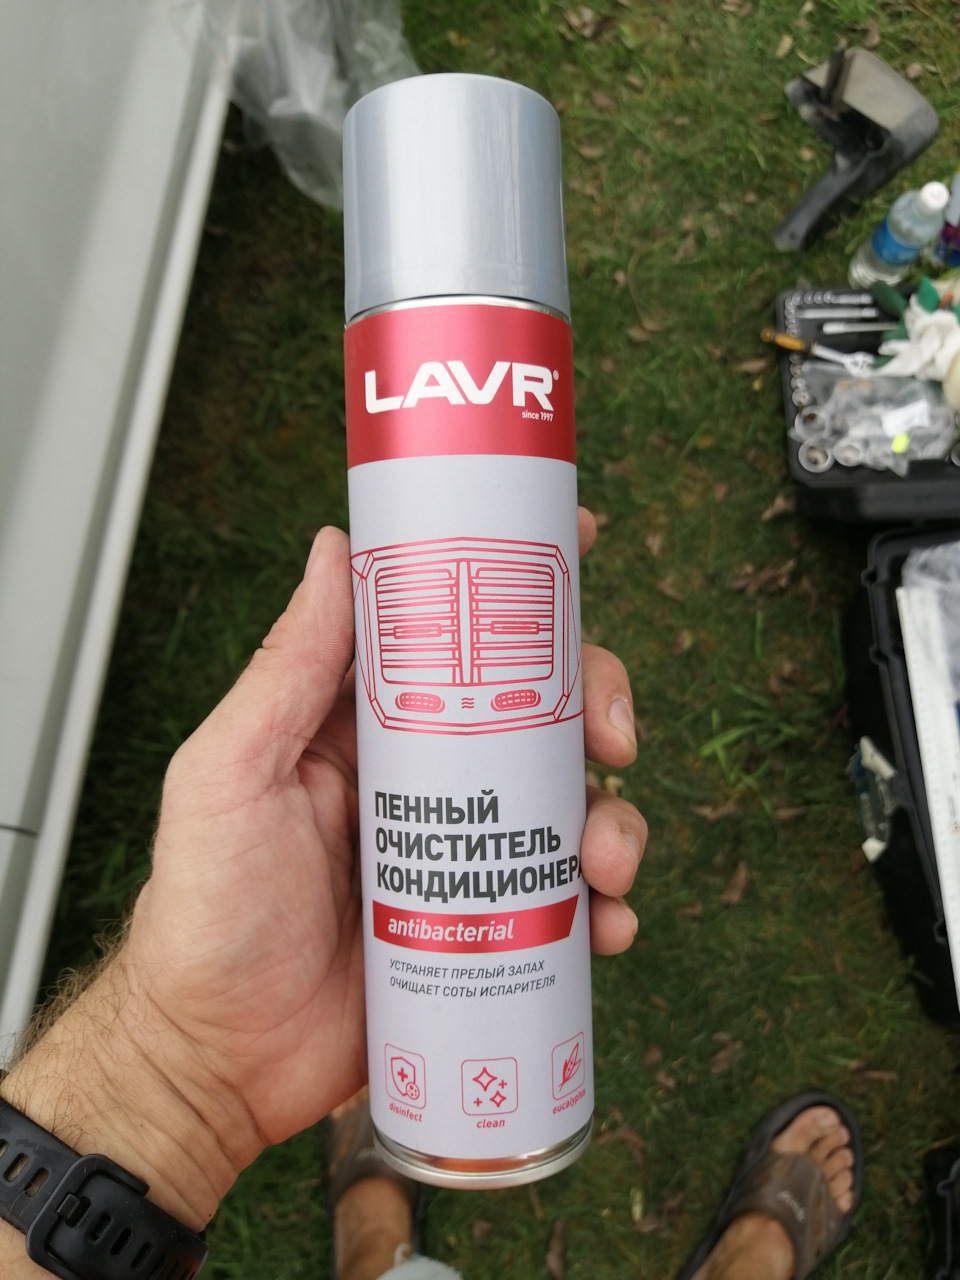 LAVR®
since 1997
ПЕННЫЙ
ОЧИСТИТЕЛЬ
КОНДИЦИОНЕРА
antibacterial
УСТРАНЯЕТ ПРЕЛЫЙ ЗАПАХ
ОЧИЩАЕТ СОТЫ ИСПАРИТЕЛЯ
disinfect
clean
eucalyptus